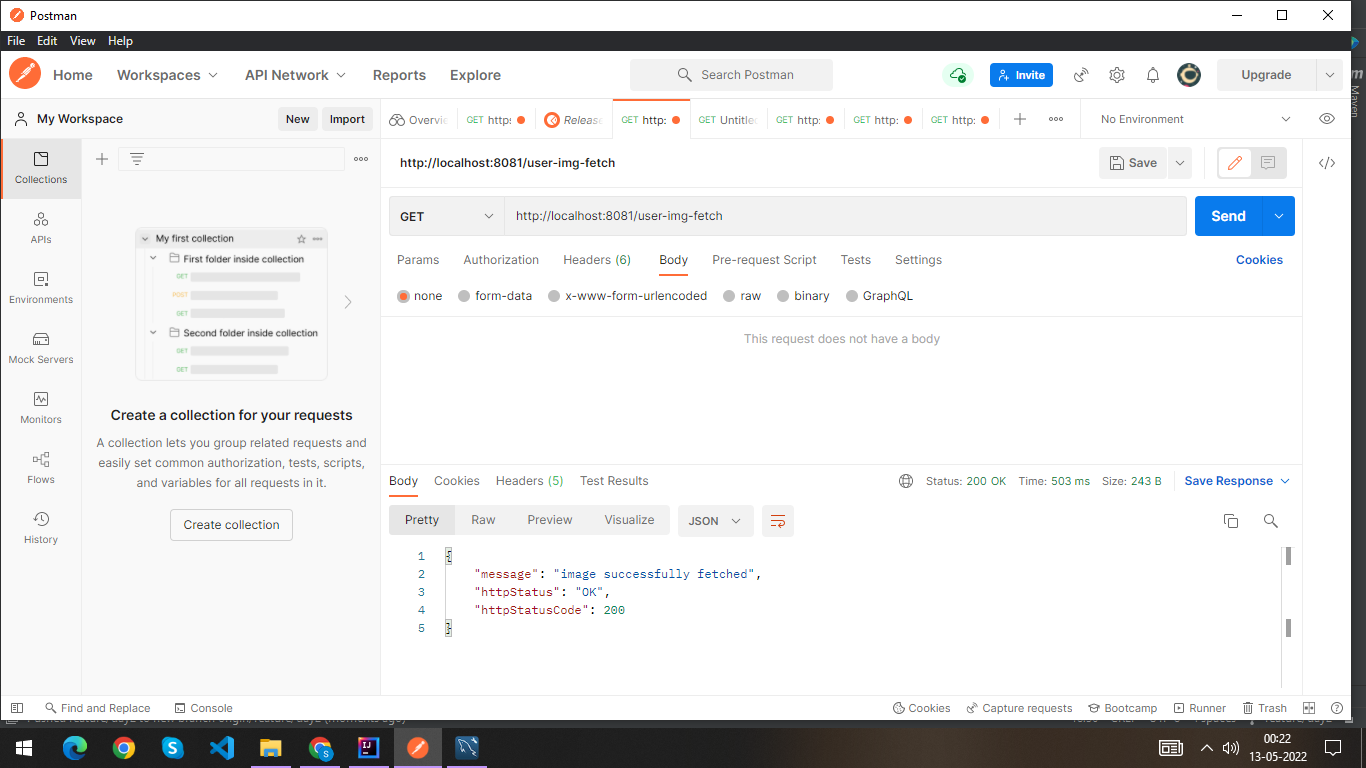 Postman
File Edit View Help
Home Workspaces API Network Reports Explore Search Postman Invite Upgrade
My Workspace New Import
Overvie GET http: Release GET http: GET Untitle GET http: GET http: GET http: No Environment
Collections
APIs
Environments
Mock Servers
Monitors
Flows
History
My first collection
First folder inside collection
GET
POST
GET
Second folder inside collection
GET
GET
Create a collection for your requests
A collection lets you group related requests and
easily set common authorization, tests, scripts,
and variables for all requests in it.
Create collection
http://localhost:8081/user-img-fetch Save
GET http://localhost:8081/user-img-fetch Send
Params Authorization Headers (6) Body Pre-request Script Tests Settings Cookies
none form-data x-www-form-urlencoded raw binary GraphQL
This request does not have a body
Body Cookies Headers (5) Test Results Status: 200 OK Time: 503 ms Size: 243 B Save Response
Pretty Raw Preview Visualize JSON
1 {
2 "message": "image successfully fetched",
3 "httpStatus": "OK",
4 "httpStatusCode": 200
5 }
Find and Replace Console Cookies Capture requests Bootcamp Runner Trash
Maven
00:22
13-05-2022